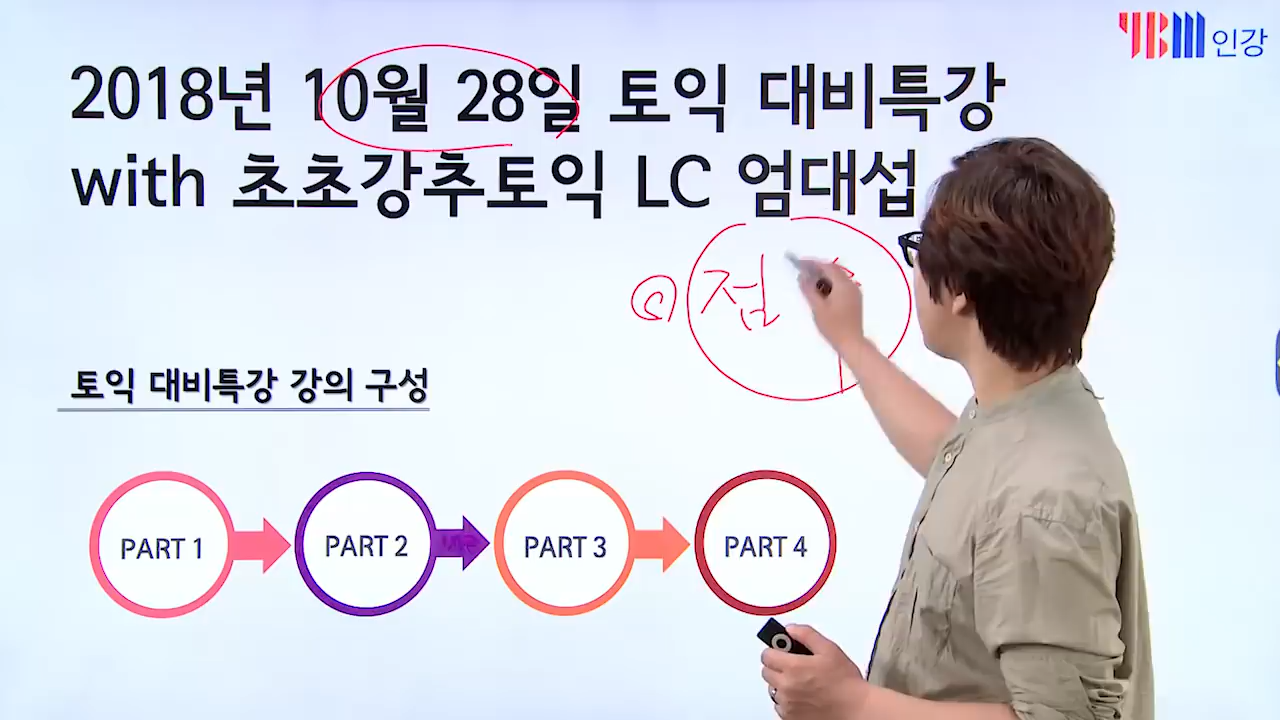 YBM 인강
2018년 10월 28일 토익 대비특강
with 초초강추토익 LC 엄대섭
점
토익 대비특강 강의 구성
PART 1
PART 2
PART 3
PART 4